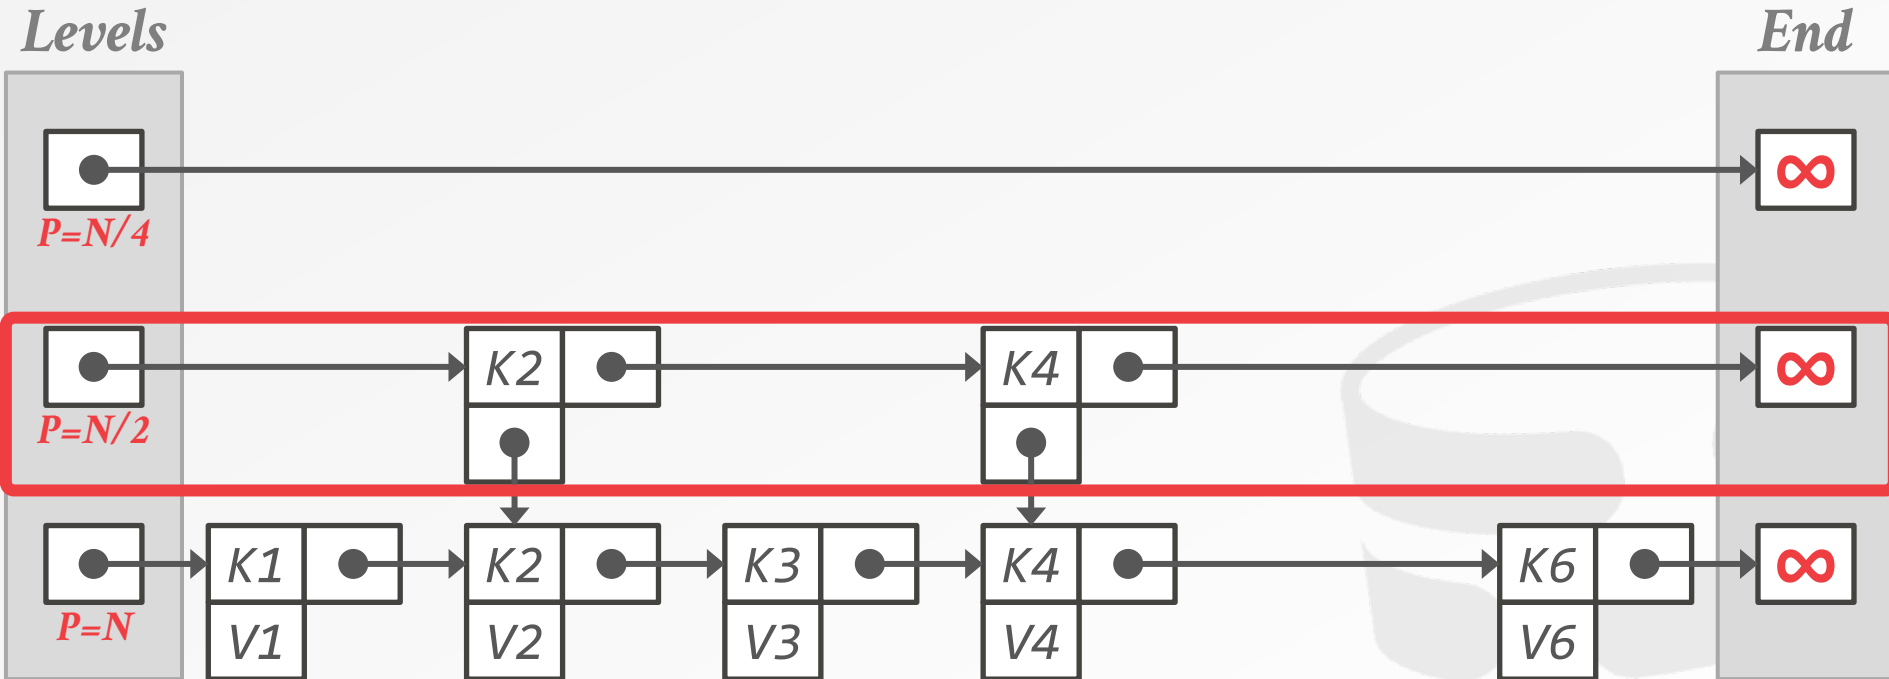 Levels End
∞
P=N/4
K2 K4 ∞
P=N/2
K1 K2 K3 K4 K6 ∞
P=N
V1 V2 V3 V4 V6